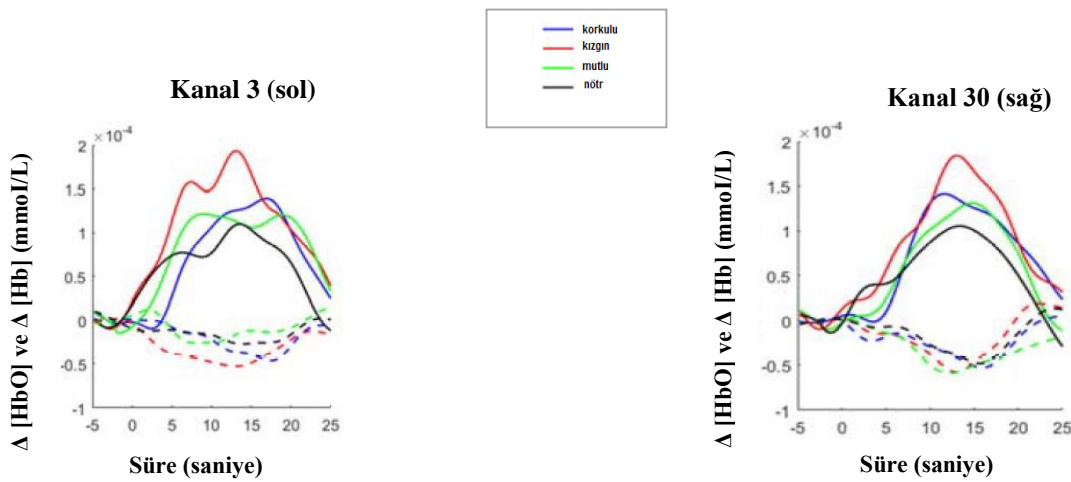 korkulu
kızgın
mutlu
nötr
Kanal 3 (sol)
×10⁻⁴
2
1.5
1
0.5
0
-0.5
-1
-5 0 5 10 15 20 25
Δ [HbO] ve Δ [Hb] (mmol/L)
Süre (saniye)
Kanal 30 (sağ)
×10⁻⁴
2
1.5
1
0.5
0
-0.5
-1
-5 0 5 10 15 20 25
Δ [HbO] ve Δ [Hb] (mmol/L)
Süre (saniye)